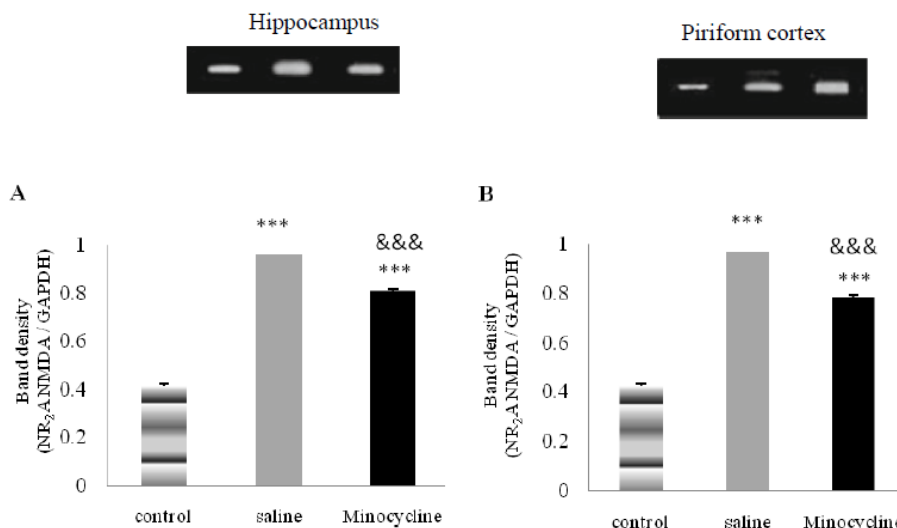 Hippocampus
Piriform cortex
A
Band density
(NR₂ANMDA / GAPDH)
1
0.8
0.6
0.4
0.2
0
***
&&&
***
control
saline
Minocycline
B
Band density
(NR₂ANMDA / GAPDH)
1
0.8
0.6
0.4
0.2
0
***
&&&
***
control
saline
Minocycline